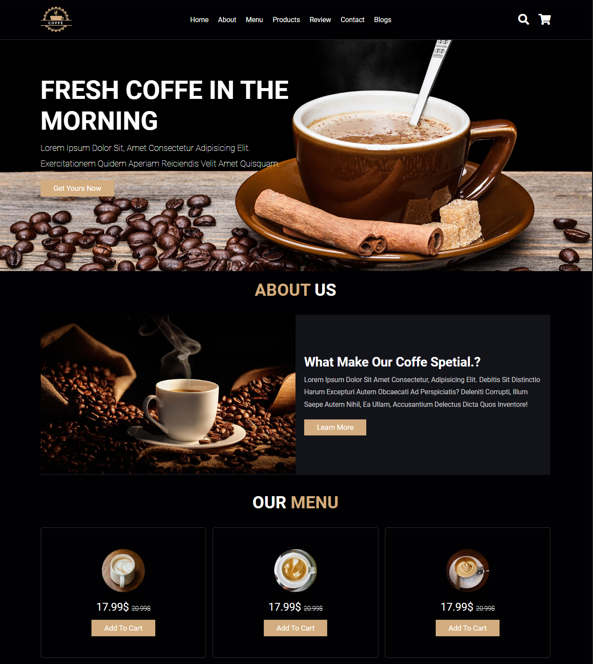 COFFE
Home About Menu Products Review Contact Blogs
FRESH COFFE IN THE
MORNING
Lorem Ipsum Dolor Sit, Amet Consectetur Adipisicing Elit.
Exercitationem Quidem Aperiam Reiciendis Velit Amet Quisquam.
Get Yours Now
ABOUT US
What Make Our Coffe Spetial.?
Lorem Ipsum Dolor Sit Amet Consectetur, Adipisicing Elit. Debitis Sit Distinctio
Harum Excepturi Autem Obcaecati Ad Perspiciatis? Deleniti Corrupti, Illum
Saepe Autem Nihil, Ea Ullam, Accusantium Delectus Dicta Quos Inventore!
Learn More
OUR MENU
17.99$ 20.99$
Add To Cart
17.99$ 20.99$
Add To Cart
17.99$ 20.99$
Add To Cart